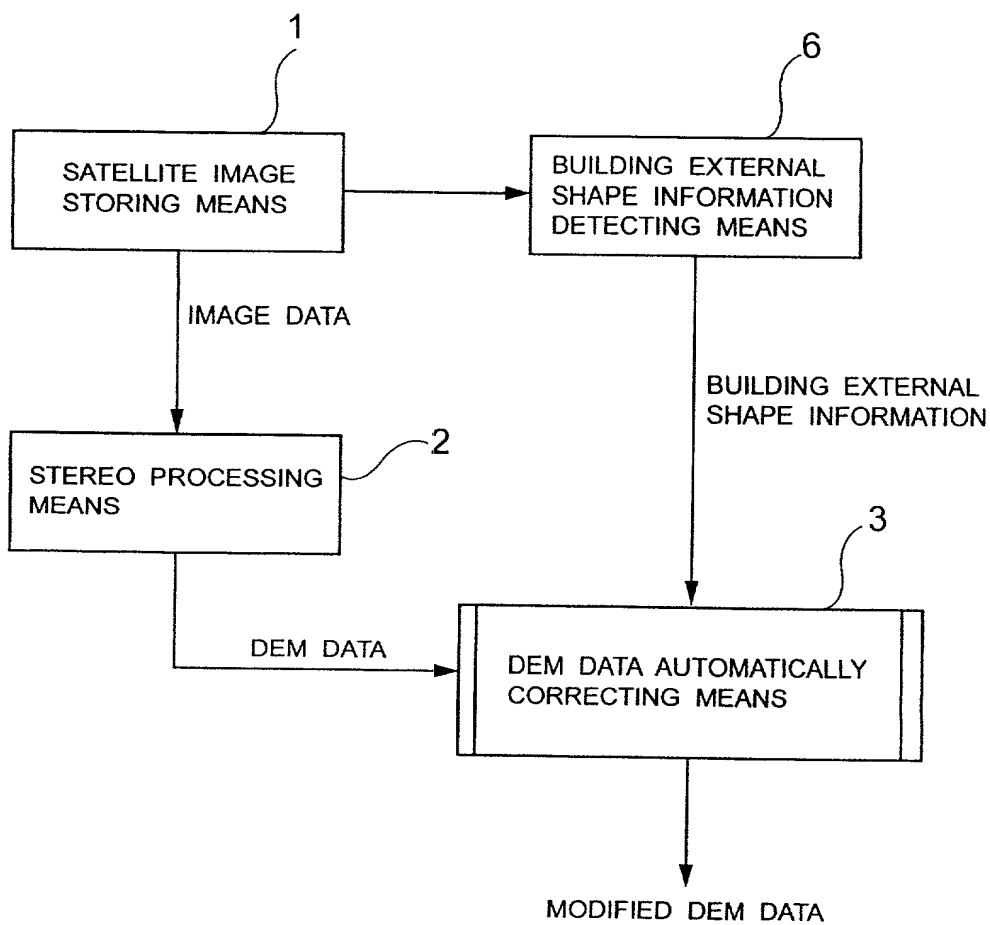 1
6
SATELLITE IMAGE
STORING MEANS
BUILDING EXTERNAL
SHAPE INFORMATION
DETECTING MEANS
IMAGE DATA
BUILDING EXTERNAL
SHAPE INFORMATION
2
STEREO PROCESSING
MEANS
3
DEM DATA
DEM DATA AUTOMATICALLY
CORRECTING MEANS
MODIFIED DEM DATA